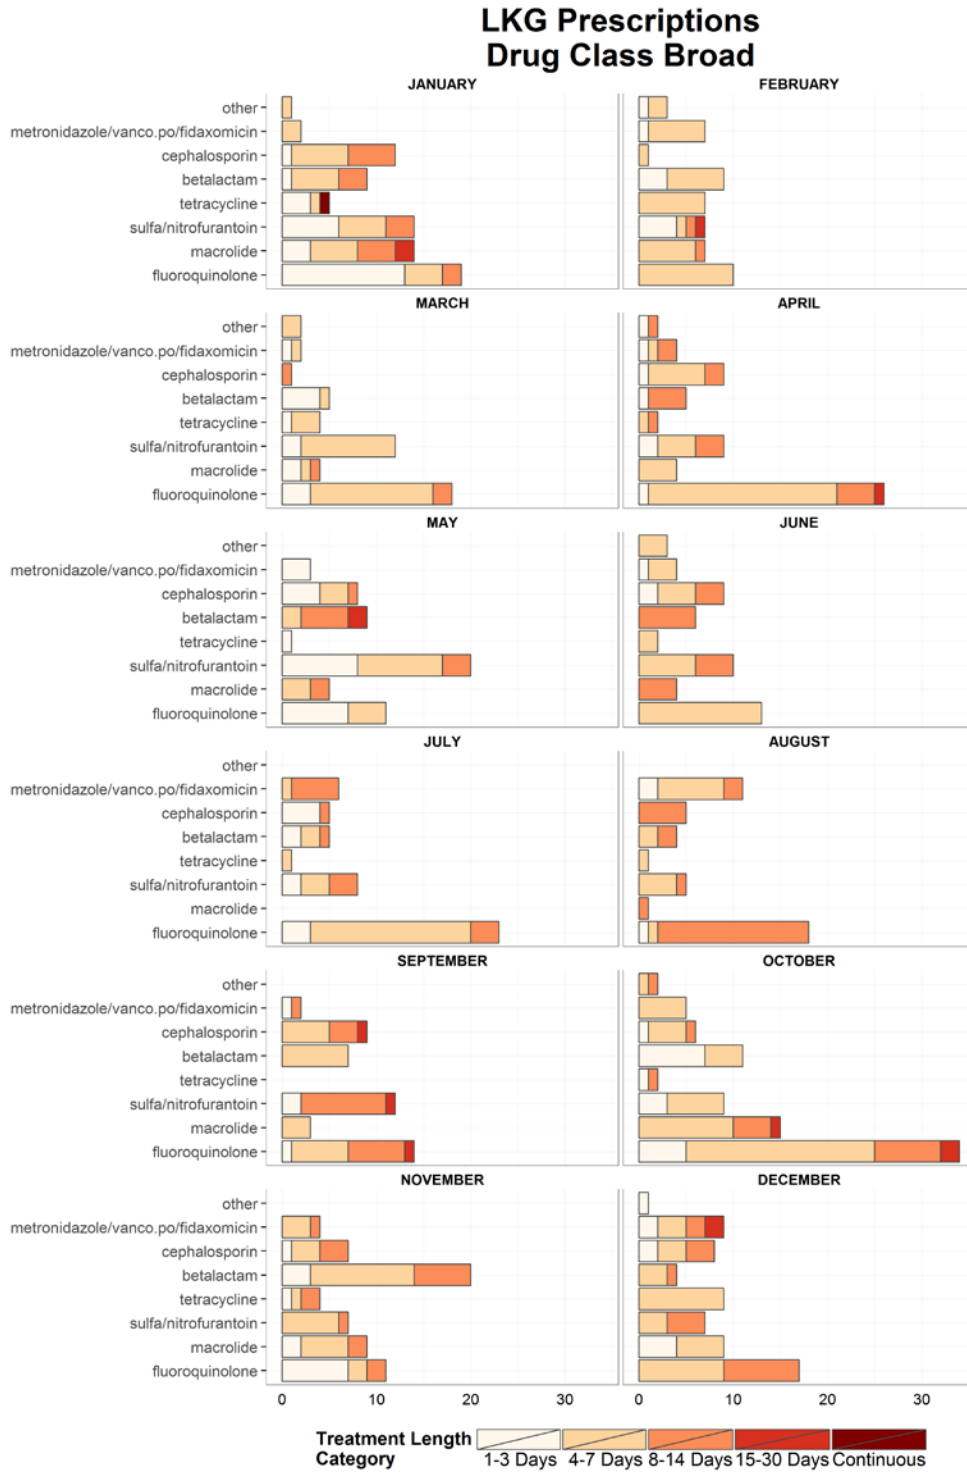 LKG Prescriptions
Drug Class Broad
JANUARY
FEBRUARY
other
metronidazole/vanco.po/fidaxomicin
cephalosporin
betalactam
tetracycline
sulfa/nitrofurantoin
macrolide
fluoroquinolone
MARCH
APRIL
other
metronidazole/vanco.po/fidaxomicin
cephalosporin
betalactam
tetracycline
sulfa/nitrofurantoin
macrolide
fluoroquinolone
MAY
JUNE
other
metronidazole/vanco.po/fidaxomicin
cephalosporin
betalactam
tetracycline
sulfa/nitrofurantoin
macrolide
fluoroquinolone
JULY
AUGUST
other
metronidazole/vanco.po/fidaxomicin
cephalosporin
betalactam
tetracycline
sulfa/nitrofurantoin
macrolide
fluoroquinolone
SEPTEMBER
OCTOBER
other
metronidazole/vanco.po/fidaxomicin
cephalosporin
betalactam
tetracycline
sulfa/nitrofurantoin
macrolide
fluoroquinolone
NOVEMBER
DECEMBER
other
metronidazole/vanco.po/fidaxomicin
cephalosporin
betalactam
tetracycline
sulfa/nitrofurantoin
macrolide
fluoroquinolone
0 10 20 30 0 10 20 30
Treatment Length
Category 1-3 Days 4-7 Days 8-14 Days 15-30 Days Continuous